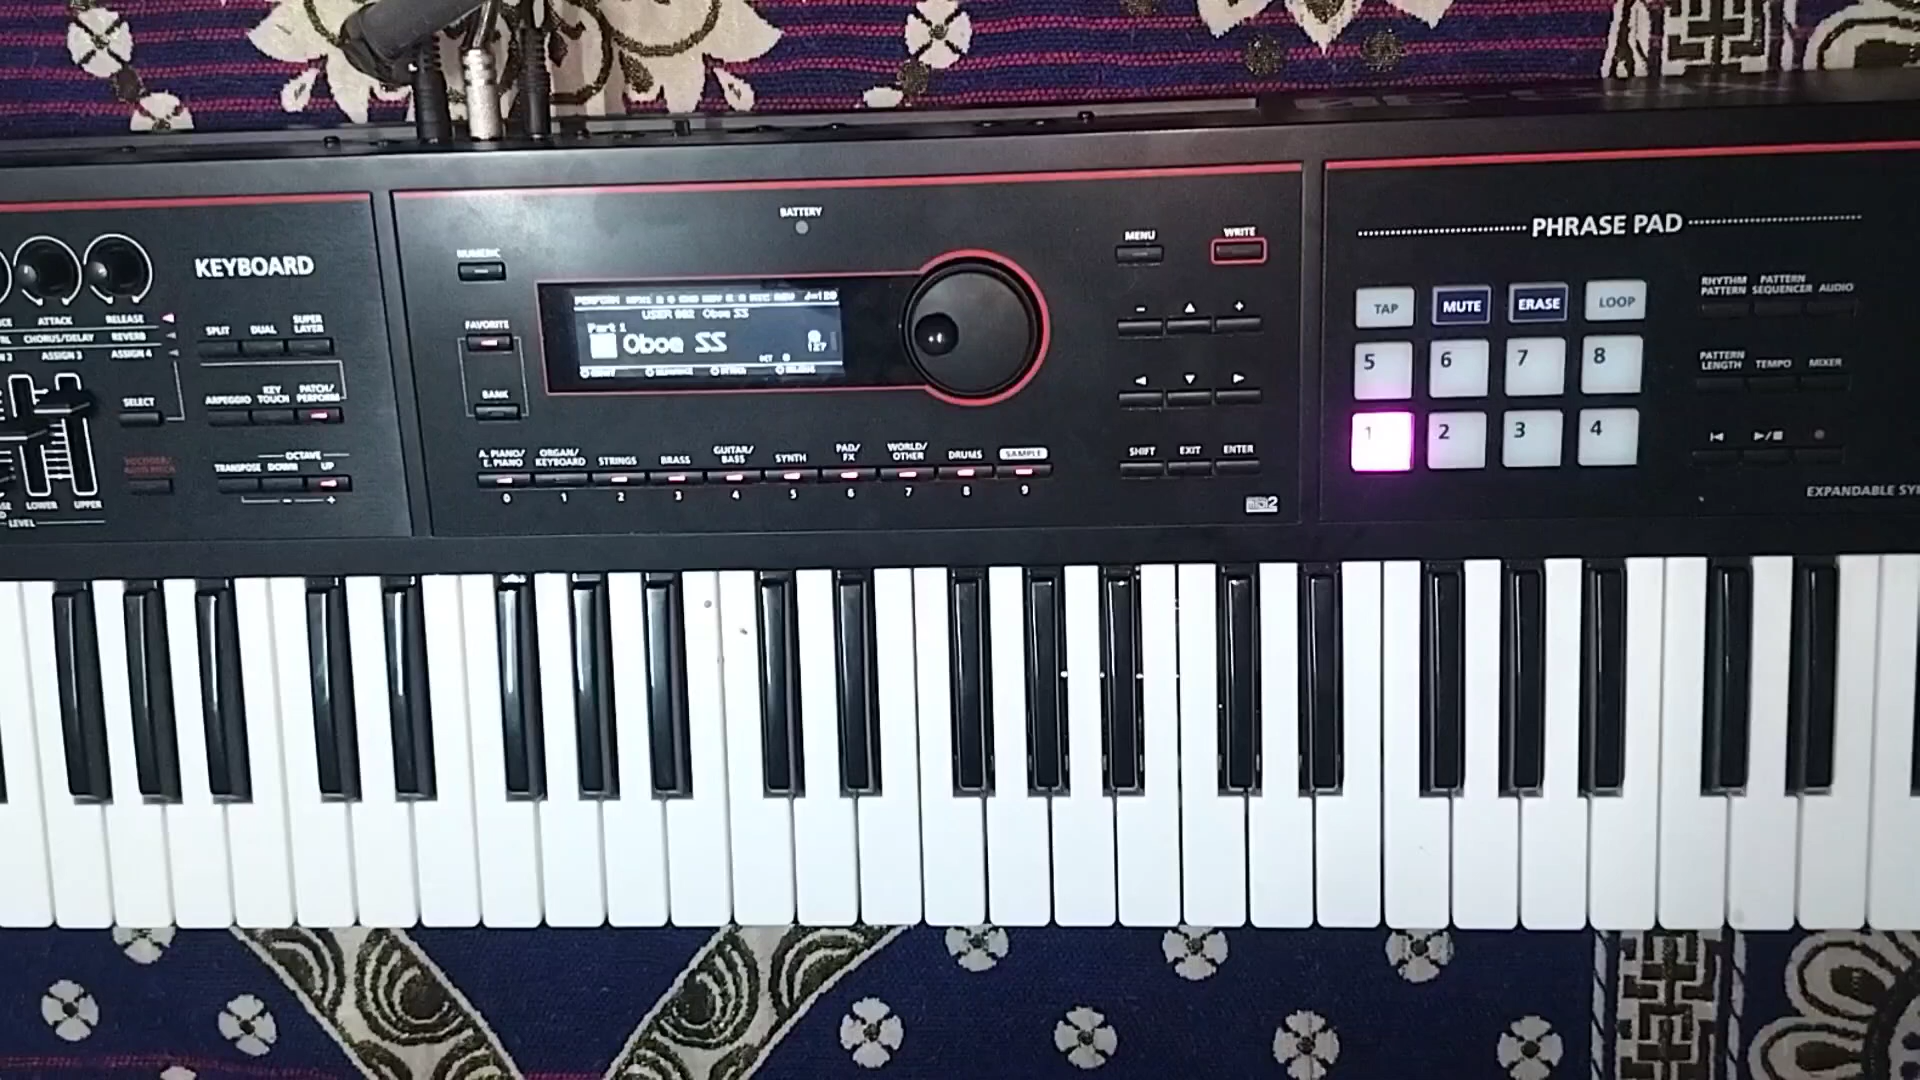 BATTERY
NUMERIC
MENU
WRITE
PHRASE PAD
KEYBOARD
ATTACK
RELEASE
CHORUS/DELAY
REVERB
ASSIGN 3
ASSIGN 4
SPLIT
DUAL
SUPER LAYER
SELECT
ARPEGGIO
KEY TOUCH
PATCH/PERFORM
OCTAVE
TRANSPOSE
DOWN
UP
- +
LOWER
UPPER
LEVEL
FAVORITE
BANK
USER 002 Oboe SS
Part 1
Oboe SS
127
- ▲ +
◄ ▼ ►
SHIFT EXIT ENTER
A. PIANO/E. PIANO
ORGAN/KEYBOARD
STRINGS
BRASS
GUITAR/BASS
SYNTH
PAD/FX
WORLD/OTHER
DRUMS
SAMPLE
0 1 2 3 4 5 6 7 8 9
TAP MUTE ERASE LOOP
5 6 7 8
1 2 3 4
RHYTHM PATTERN
PATTERN SEQUENCER
AUDIO
PATTERN LENGTH
TEMPO
MIXER
EXPANDABLE